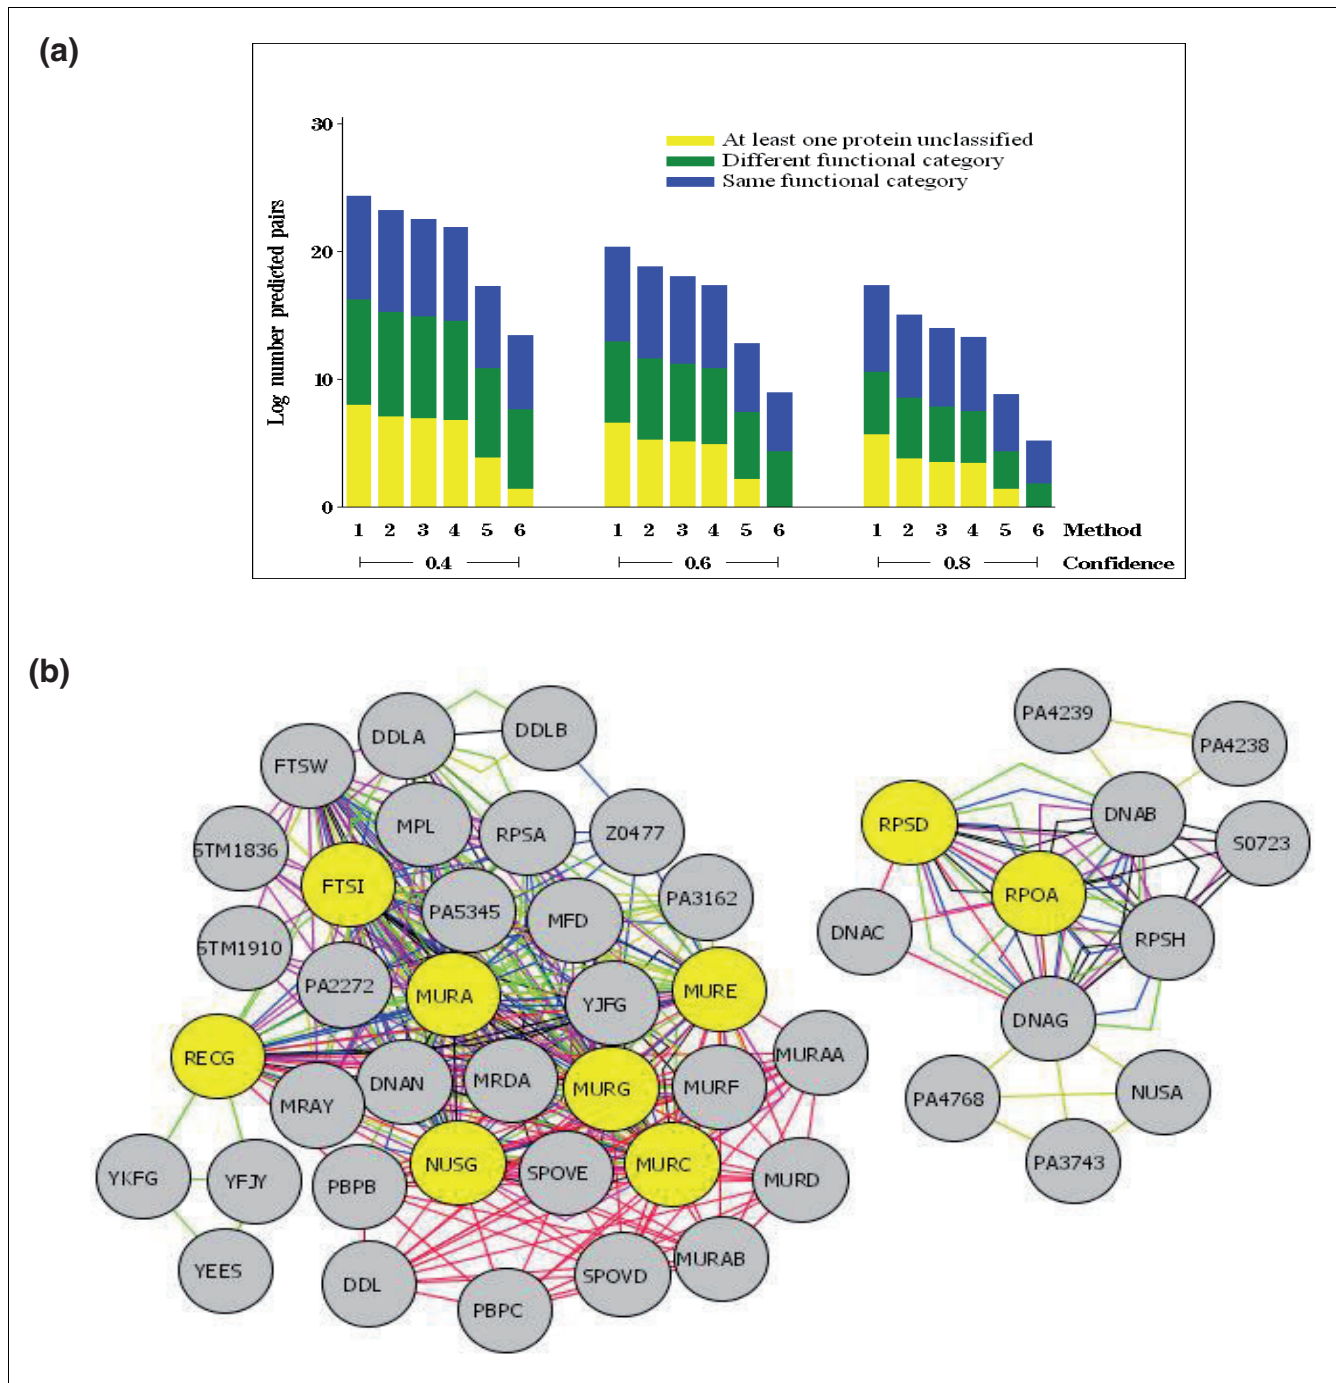 (a)
30
At least one protein unclassified
Different functional category
Same functional category
20
10
0
Log number predicted pairs
1 2 3 4 5 6 1 2 3 4 5 6 1 2 3 4 5 6 Method
0.4 0.6 0.8 Confidence
(b)
DDLA
DDLB
FTSW
MPL
RPSA
Z0477
STM1836
FTSI
PA5345
MFD
PA3162
STM1910
PA2272
MURA
YJFG
MURE
RECG
DNAN
MRDA
MURG
MURF
MURAA
MRAY
NUSG
SPOVE
MURC
MURD
YKFG
YFJY
PBPB
YEES
DDL
PBPC
SPOVD
MURAB
PA4239
PA4238
RPSD
DNAB
S0723
RPOA
DNAC
RPSH
DNAG
PA4768
NUSA
PA3743